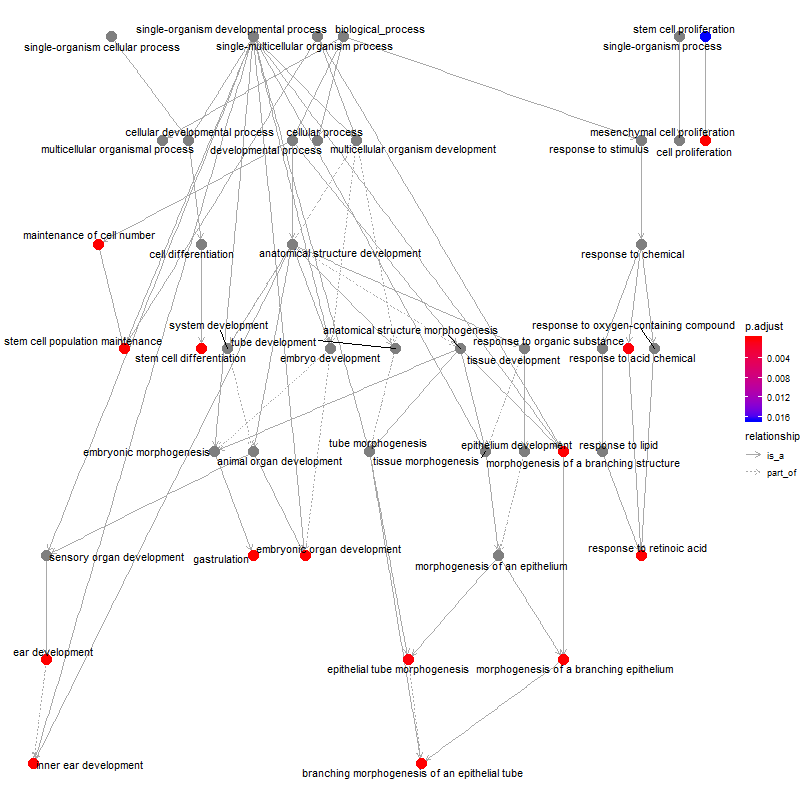 single-organism developmental process
biological_process
stem cell proliferation
single-organism cellular process
single-multicellular organism process
single-organism process
cellular developmental process
cellular process
mesenchymal cell proliferation
multicellular organismal process
developmental process
multicellular organism development
response to stimulus
cell proliferation
maintenance of cell number
cell differentiation
anatomical structure development
response to chemical
system development
anatomical structure morphogenesis
response to oxygen-containing compound
stem cell population maintenance
tube development
response to organic substance
stem cell differentiation
embryo development
tissue development
response to acid chemical
embryonic morphogenesis
tube morphogenesis
epithelium development
response to lipid
animal organ development
tissue morphogenesis
morphogenesis of a branching structure
sensory organ development
gastrulation
embryonic organ development
morphogenesis of an epithelium
response to retinoic acid
ear development
epithelial tube morphogenesis
morphogenesis of a branching epithelium
inner ear development
branching morphogenesis of an epithelial tube
p.adjust
0.004
0.008
0.012
0.016
relationship
is_a
part_of